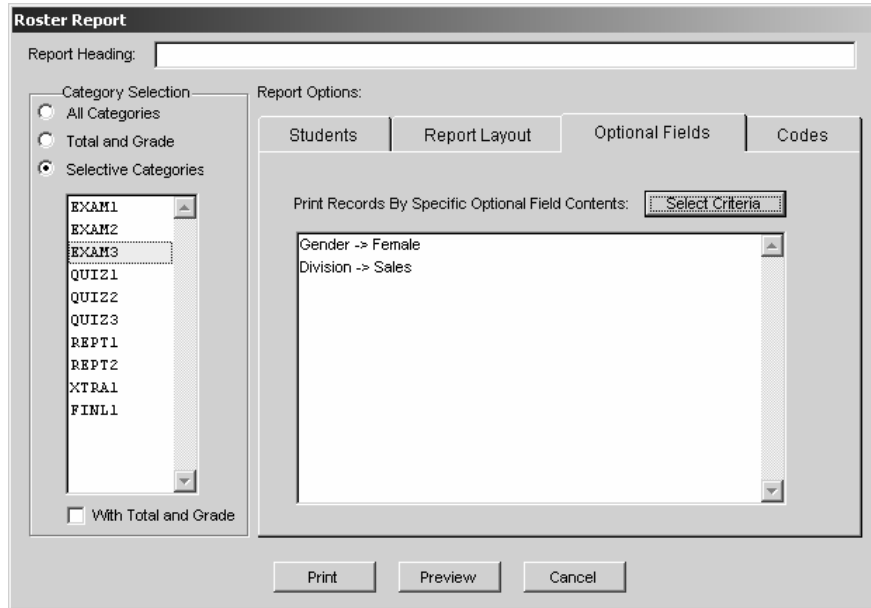 Roster Report
Report Heading:
Category Selection
All Categories
Total and Grade
Selective Categories
EXAM1
EXAM2
EXAM3
QUIZ1
QUIZ2
QUIZ3
REPT1
REPT2
XTRA1
FINL1
With Total and Grade
Report Options:
Students Report Layout Optional Fields Codes
Print Records By Specific Optional Field Contents: Select Criteria
Gender -> Female
Division -> Sales
Print Preview Cancel